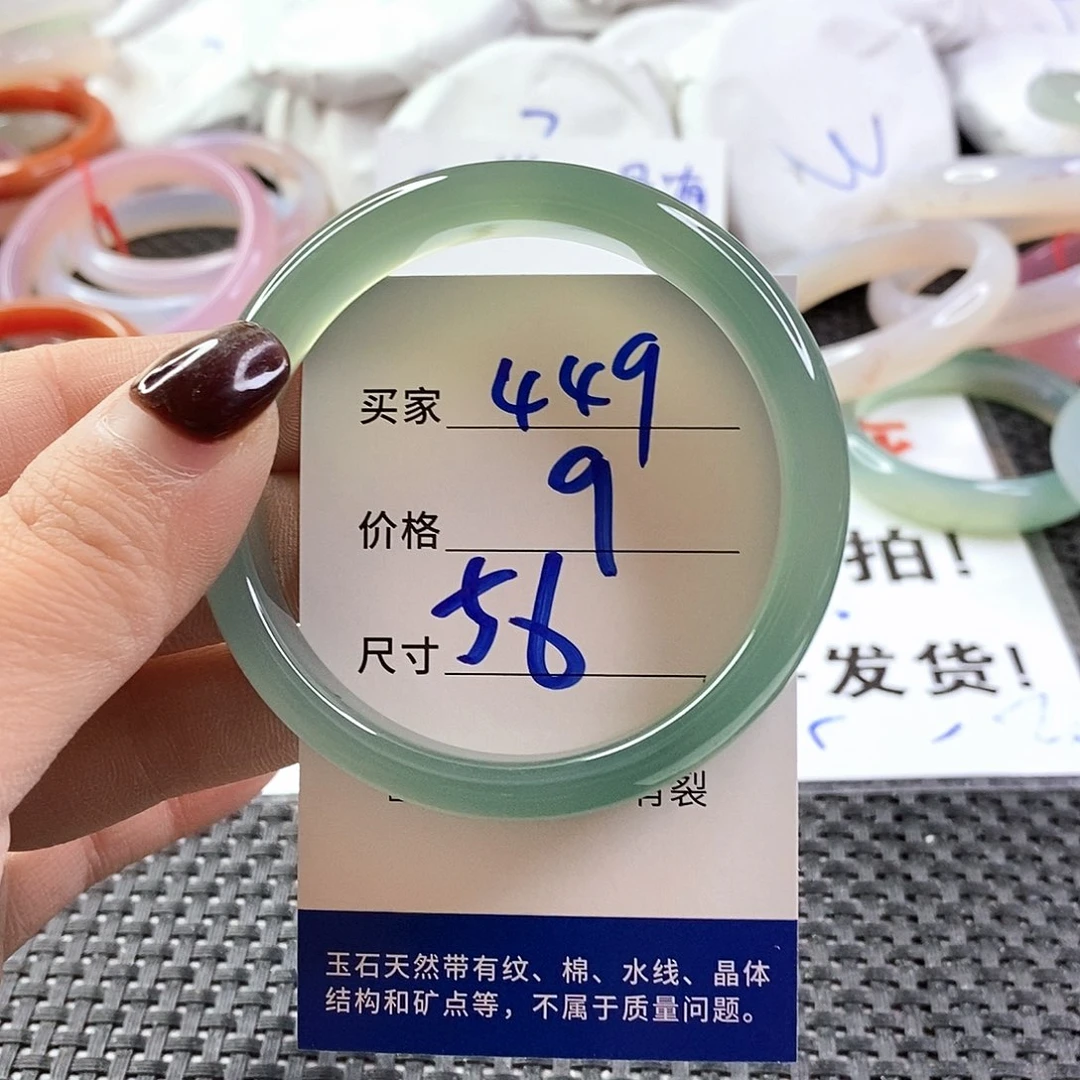 买家 449
价格 9
尺寸 56
有裂
玉石天然带有纹、棉、水线、晶体
结构和矿点等，不属于质量问题。
拍！
发货！